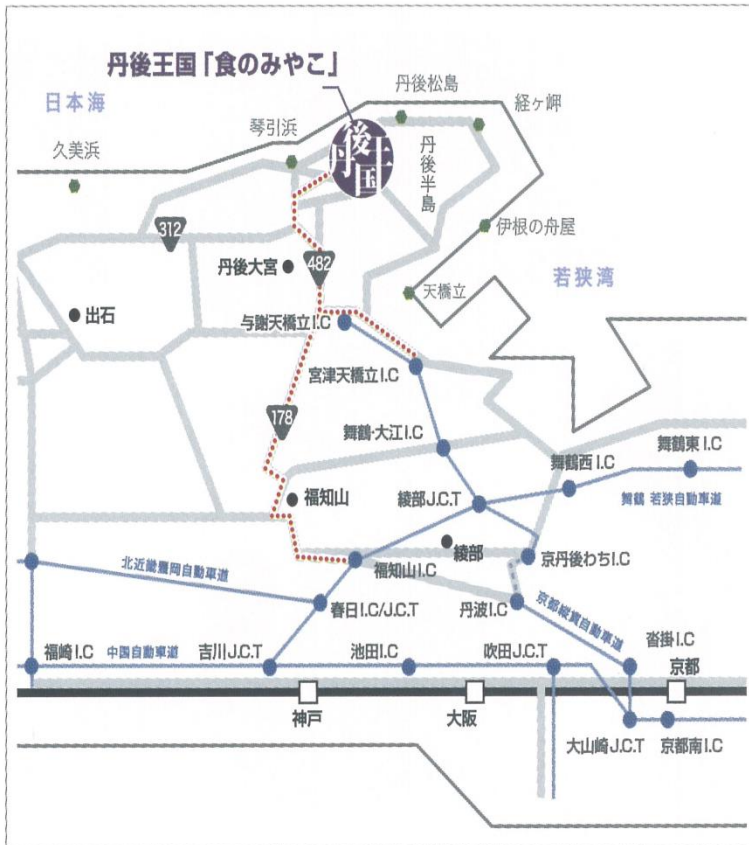 丹後王国「食のみやこ」
日本海
丹後松島
経ヶ岬
琴引浜
久美浜
丹後王国
丹後半島
312
伊根の舟屋
482
丹後大宮
若狭湾
天橋立
出石
与謝天橋立I.C
宮津天橋立I.C
178
舞鶴・大江I.C
舞鶴東I.C
舞鶴西I.C
福知山
綾部J.C.T
舞鶴 若狭自動車道
綾部
北近畿豊岡自動車道
福知山I.C
京丹後わちI.C
春日I.C/J.C.T
丹波I.C
京都縦貫自動車道
沓掛I.C
福崎I.C
中国自動車道
吉川J.C.T
池田I.C
吹田J.C.T
京都
神戸
大阪
大山崎J.C.T
京都南I.C